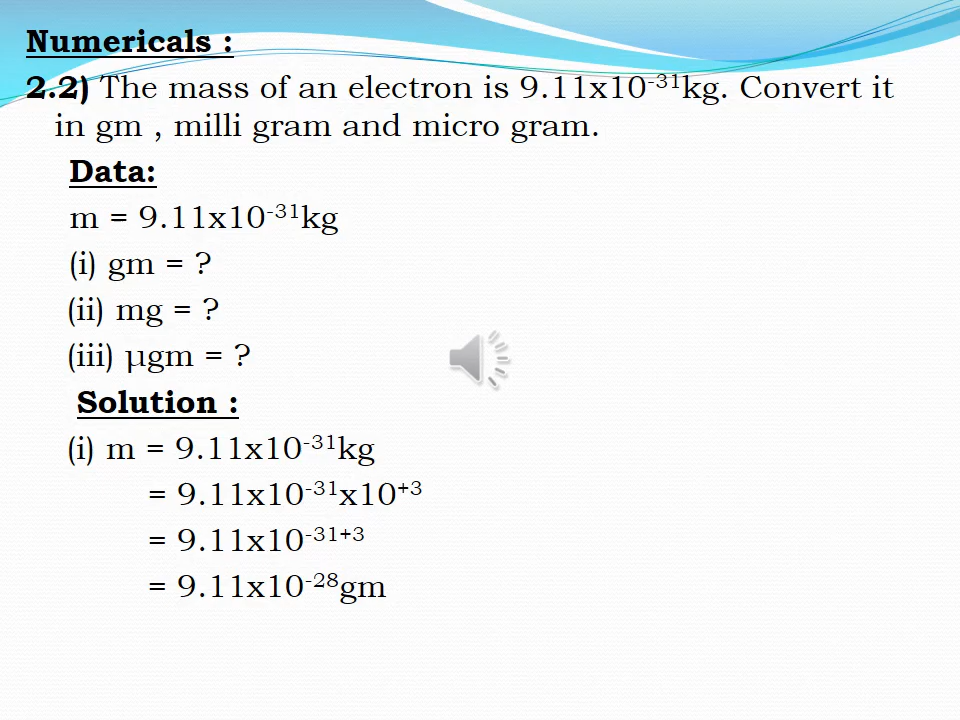 Numericals :
2.2) The mass of an electron is 9.11x10⁻³¹kg. Convert it
in gm , milli gram and micro gram.
Data:
m = 9.11x10⁻³¹kg
(i) gm = ?
(ii) mg = ?
(iii) µgm = ?
Solution :
(i) m = 9.11x10⁻³¹kg
= 9.11x10⁻³¹x10⁺³
= 9.11x10⁻³¹⁺³
= 9.11x10⁻²⁸gm